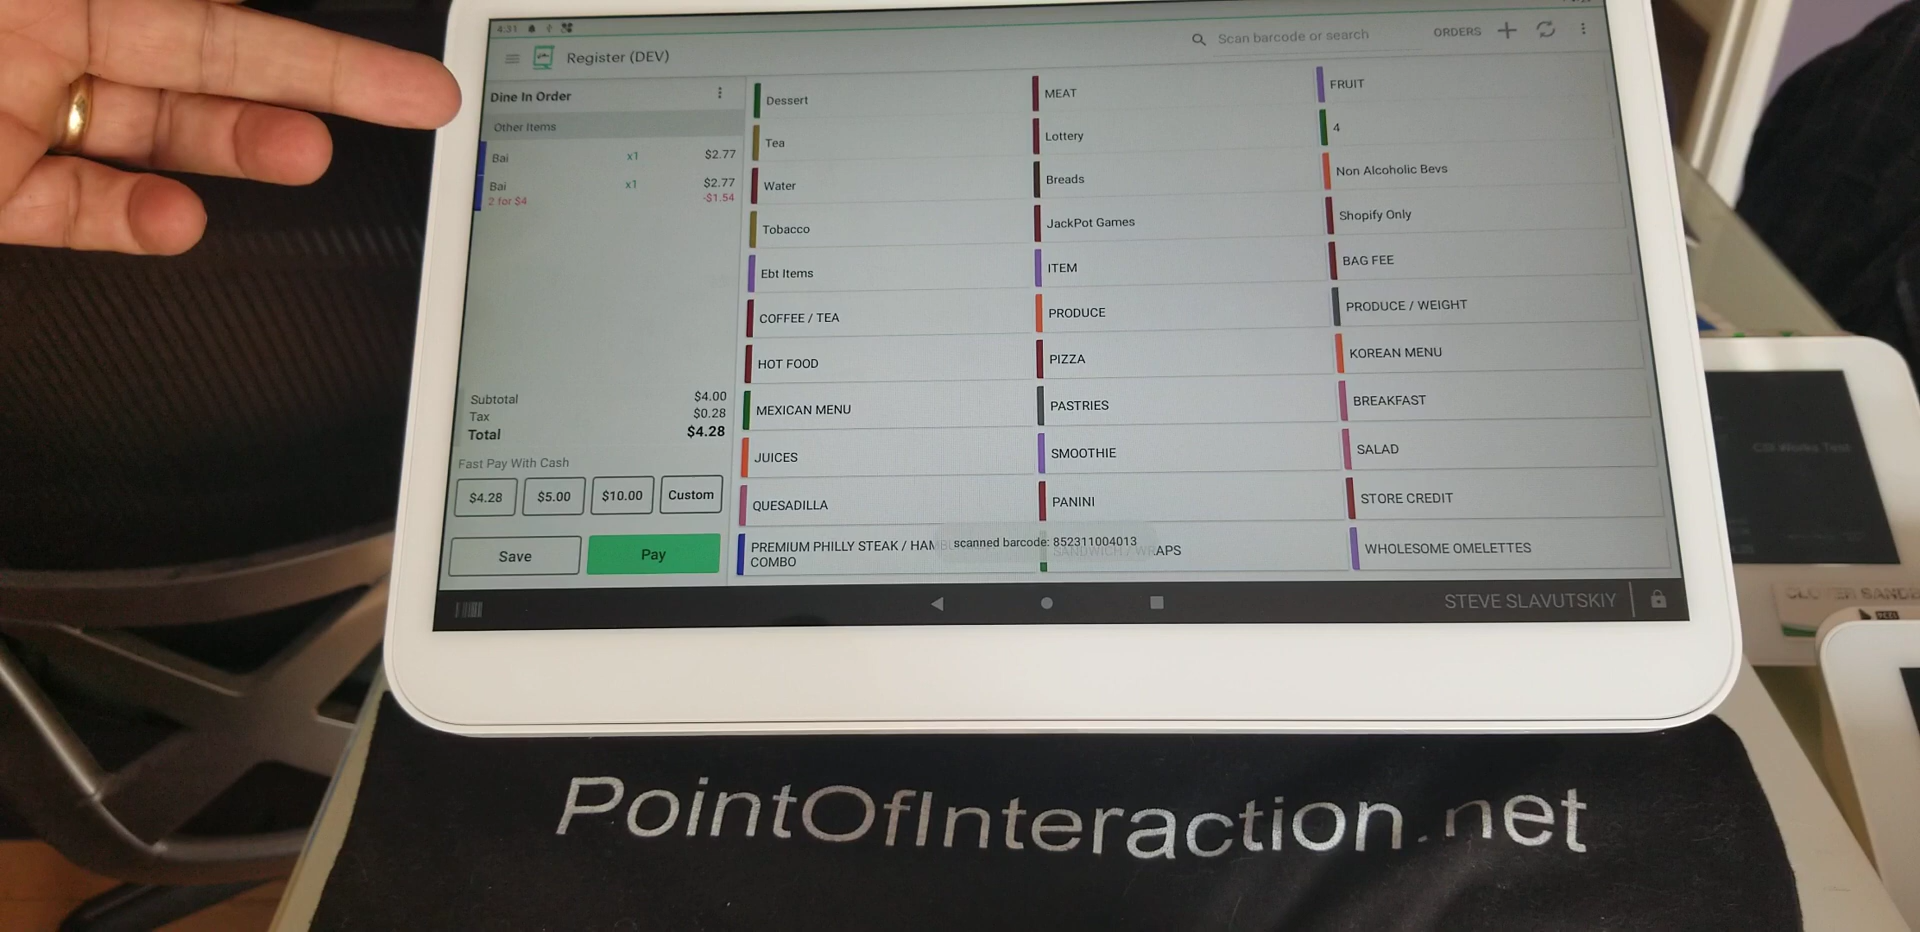 4:31
Register (DEV)
Scan barcode or search
ORDERS
Dine In Order
Other Items
Bai x1 $2.77
Bai x1 $2.77
2 for $4 -$1.54
Subtotal $4.00
Tax $0.28
Total $4.28
Fast Pay With Cash
$4.28 $5.00 $10.00 Custom
Save Pay
Dessert MEAT FRUIT
Tea Lottery 4
Water Breads Non Alcoholic Bevs
Tobacco JackPot Games Shopify Only
Ebt Items ITEM BAG FEE
COFFEE / TEA PRODUCE PRODUCE / WEIGHT
HOT FOOD PIZZA KOREAN MENU
MEXICAN MENU PASTRIES BREAKFAST
JUICES SMOOTHIE SALAD
QUESADILLA PANINI STORE CREDIT
PREMIUM PHILLY STEAK / HAMB
COMBO
SANDWICH / WRAPS
WHOLESOME OMELETTES
scanned barcode: 852311004013
STEVE SLAVUTSKIY
PointOfInteraction.net